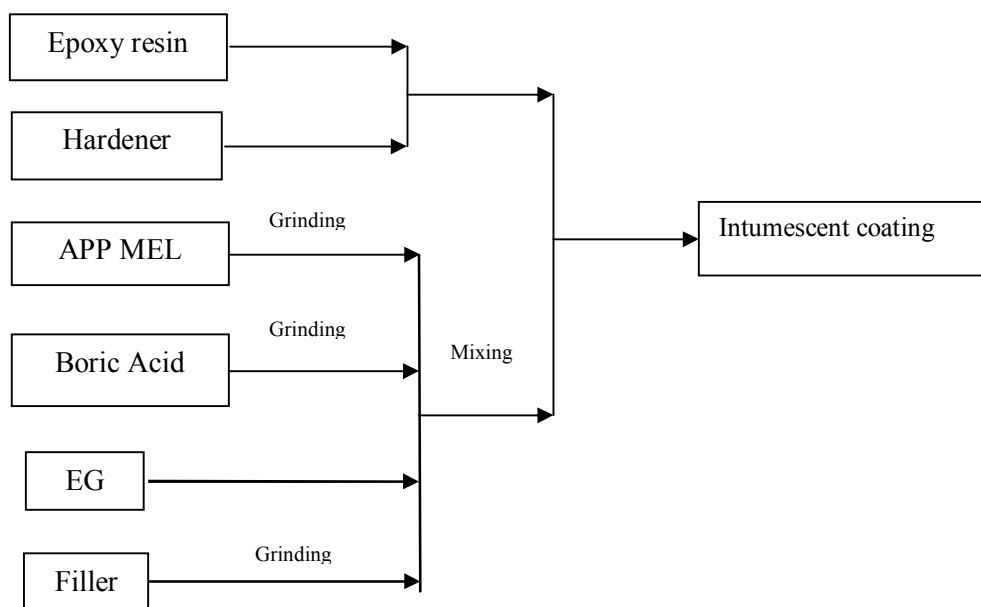 Epoxy resin
Hardener
Grinding
APP MEL
Intumescent coating
Grinding
Boric Acid
Mixing
EG
Grinding
Filler